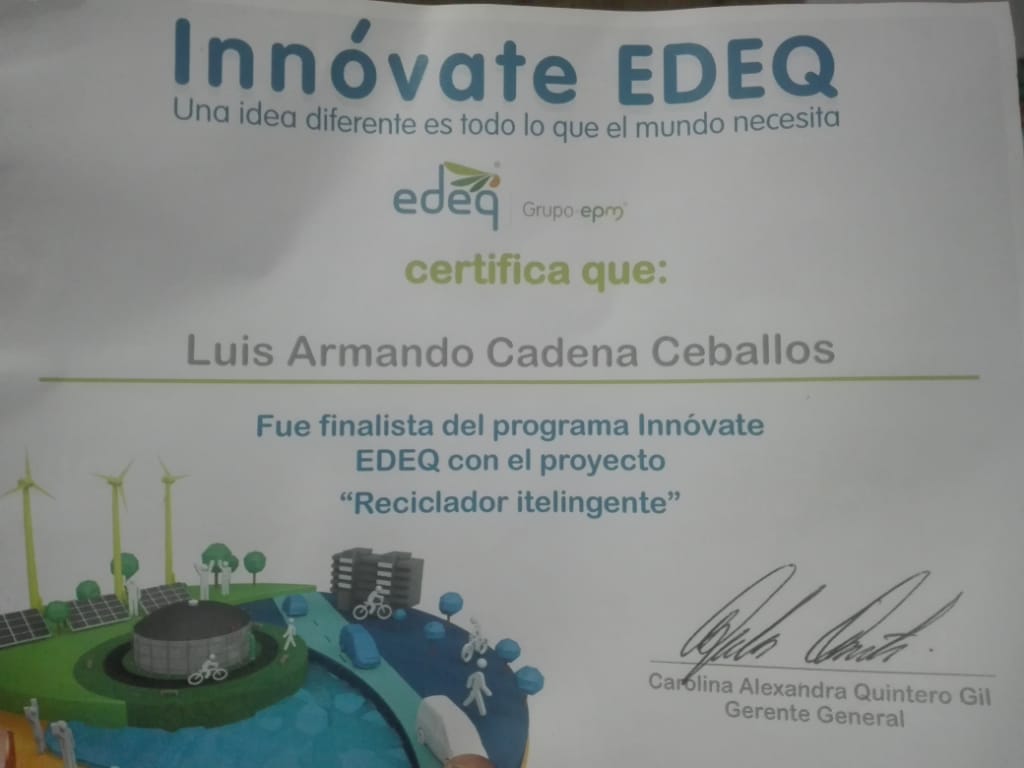 Innóvate EDEQ
Una idea diferente es todo lo que el mundo necesita
edeq Grupo epm
certifica que:
Luis Armando Cadena Ceballos
Fue finalista del programa Innóvate
EDEQ con el proyecto
“Reciclador itelingente”
Carolina Alexandra Quintero Gil
Gerente General